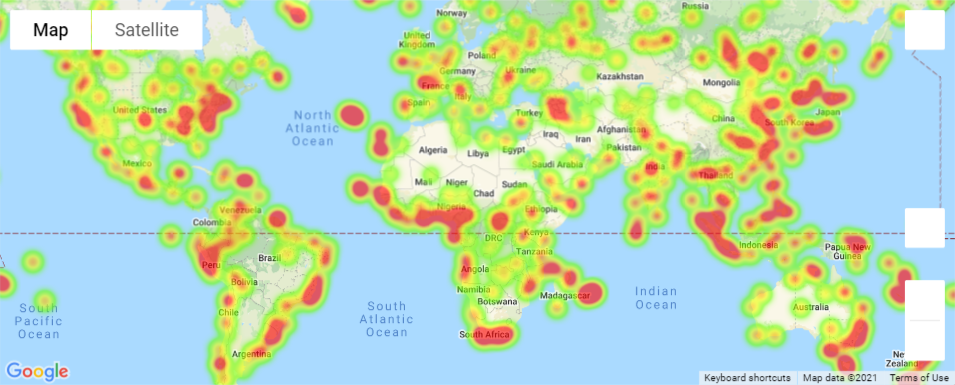 Map
Satellite
Norway
Russia
United
Kingdom
Poland
Germany
Ukraine
Kazakhstan
Mongolia
France
Spain
Italy
Turkey
China
Japan
South Korea
United States
North
Atlantic
Ocean
Iraq
Iran
Afghanistan
Pakistan
Algeria
Libya
Egypt
Saudi Arabia
India
Thailand
Mexico
Mali
Niger
Chad
Sudan
Nigeria
Ethiopia
Venezuela
Colombia
DRC
Kenya
Tanzania
Indonesia
Papua New
Guinea
Peru
Brazil
Bolivia
Angola
Namibia
Botswana
Madagascar
Indian
Ocean
Australia
Chile
South
Pacific
Ocean
South
Atlantic
Ocean
South Africa
Argentina
New
Zealand
Google
Keyboard shortcuts
Map data ©2021
Terms of Use